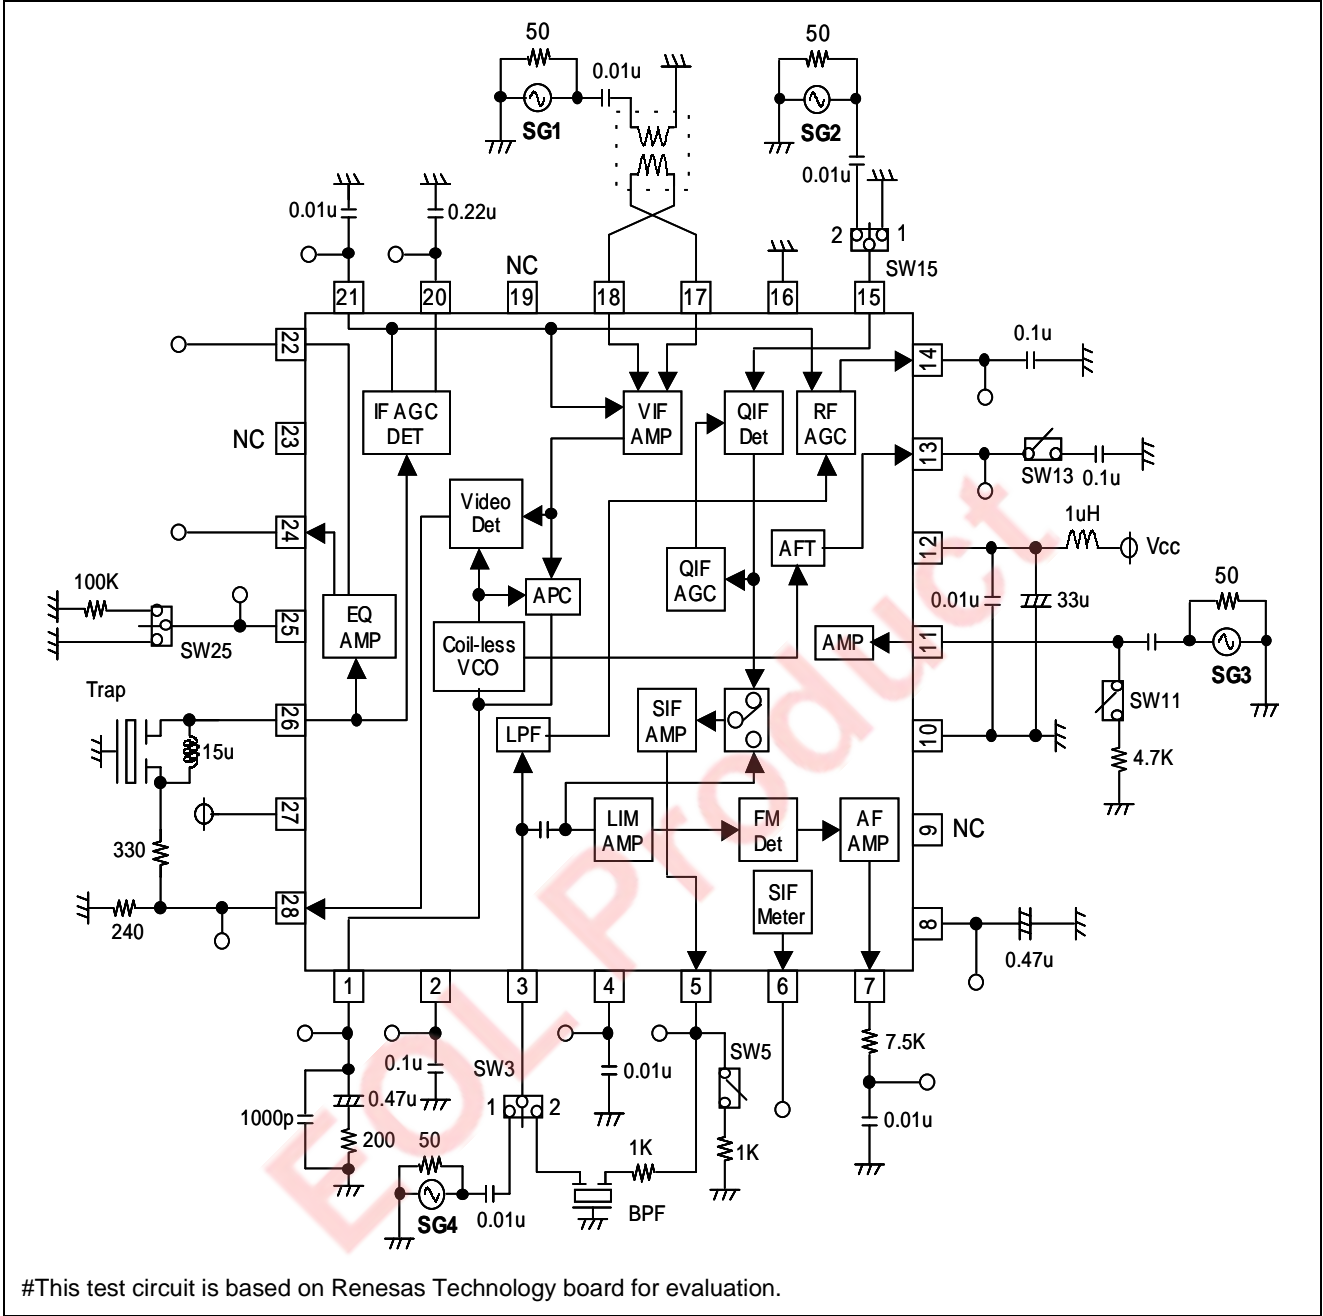 50
50
0.01u
SG1
SG2
0.01u
0.01u
0.22u
2
1
SW15
NC
21
20
19
18
17
16
15
22
14
0.1u
IF AGC
DET
VIF
AMP
QIF
Det
RF
AGC
NC
23
13
SW13
0.1u
Video
Det
1uH
24
AFT
12
Vcc
100K
QIF
AGC
APC
0.01u
33u
50
EQ
AMP
25
SW25
Coil-less
VCO
AMP
11
SG3
Trap
26
SIF
AMP
SW11
LPF
10
15u
4.7K
27
LIM
AMP
FM
Det
AF
AMP
9
NC
330
SIF
Meter
28
8
240
0.47u
1
2
3
4
5
6
7
0.1u
SW3
0.01u
SW5
7.5K
0.47u
1000p
1
2
0.01u
200
50
1K
1K
SG4
0.01u
BPF
EOL Product
#This test circuit is based on Renesas Technology board for evaluation.